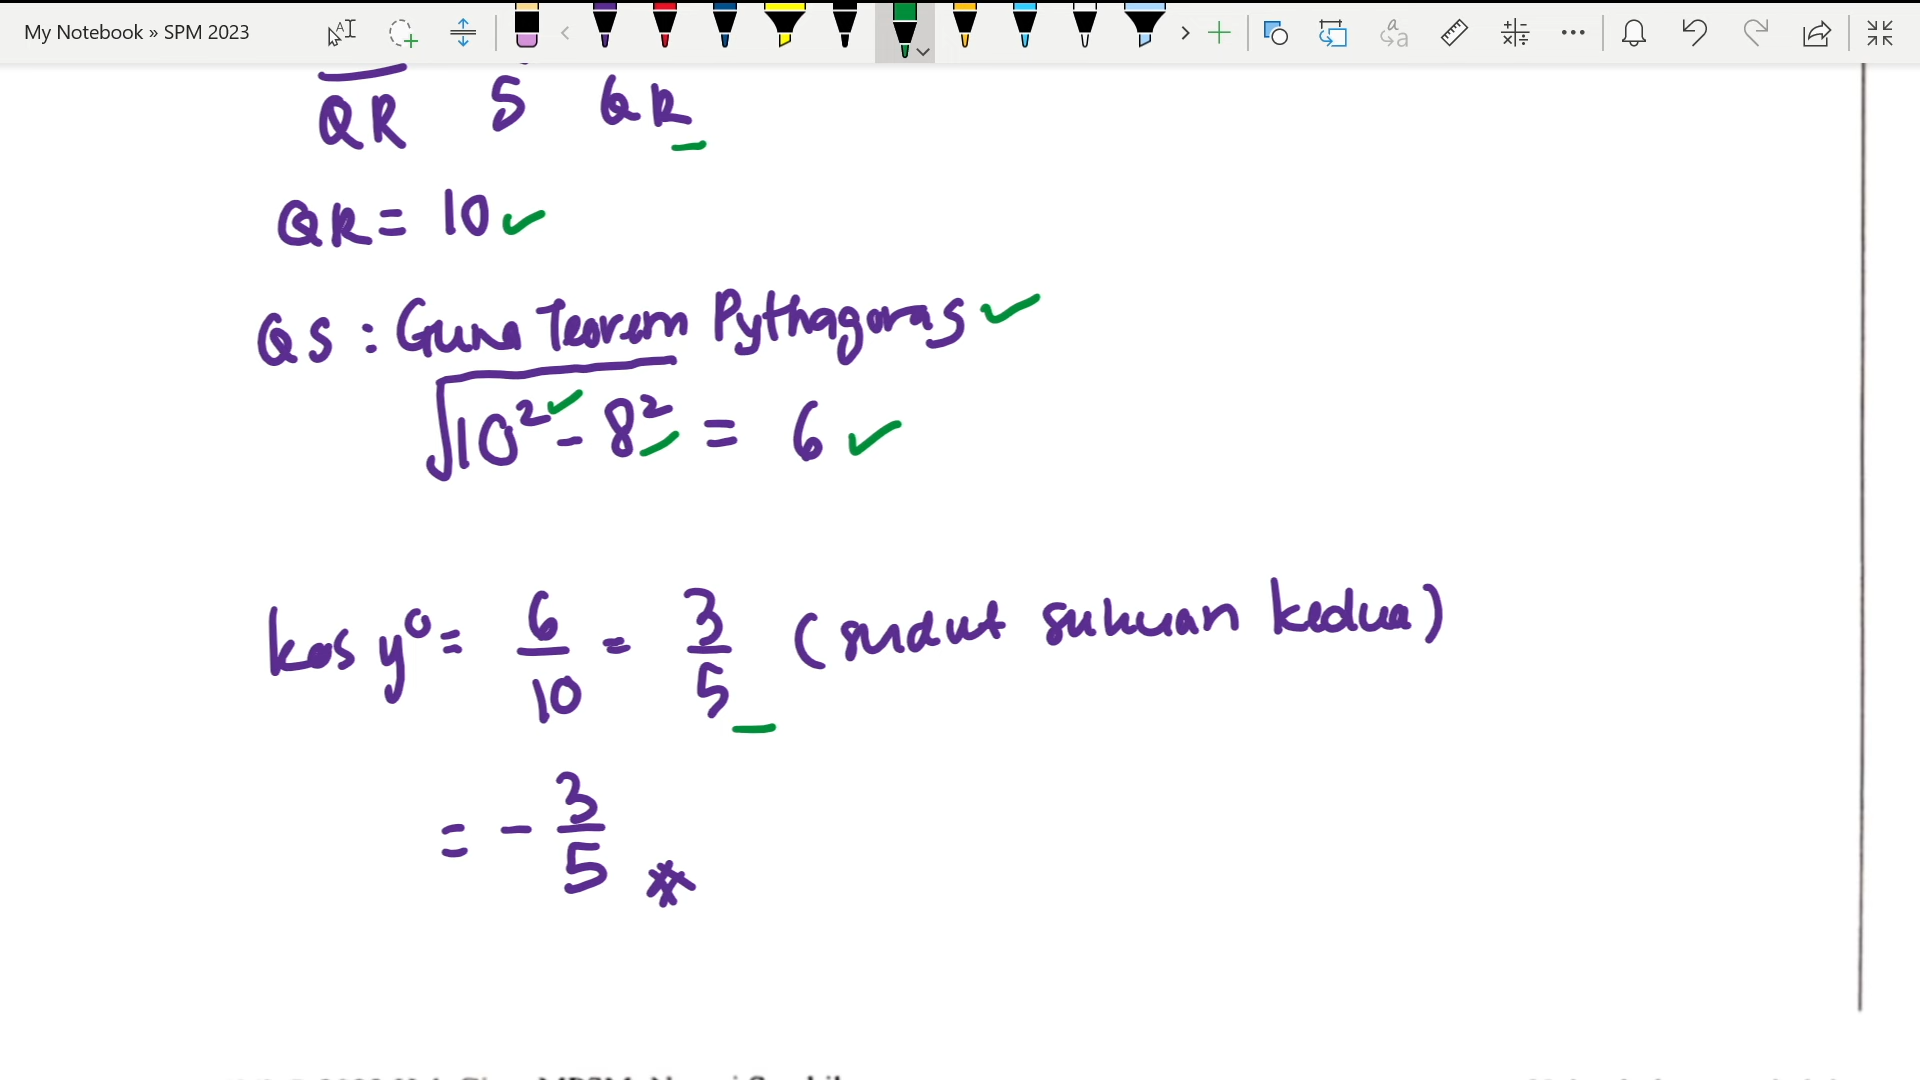 My Notebook » SPM 2023
QR 5 QR
QR = 10 ✓
QS : Guna Teorem Pythagoras ✓
√10² ✓ - 8² = 6 ✓
kos y° = 6/10 = 3/5 (sudut sukuan kedua)
= - 3/5